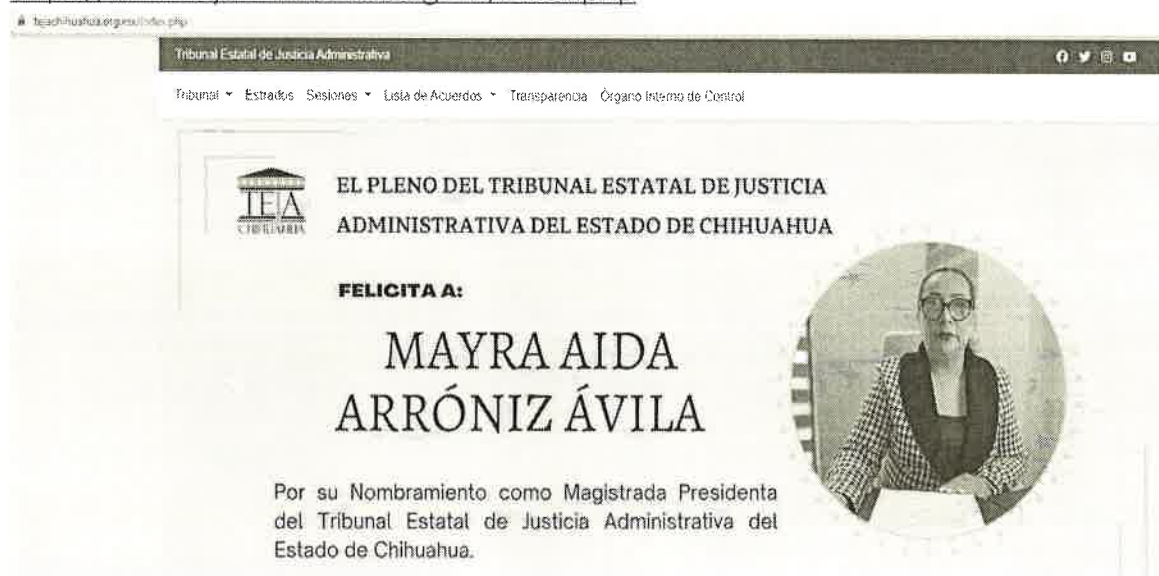 Tribunal Estatal de Justicia Administrativa
Tribunal Estrados Sesiones Lista de Acuerdos Transparencia Órgano Interno de Control
TEJA
CHIHUAHUA
EL PLENO DEL TRIBUNAL ESTATAL DE JUSTICIA
ADMINISTRATIVA DEL ESTADO DE CHIHUAHUA
FELICITA A:
MAYRA AIDA
ARRÓNIZ ÁVILA
Por su Nombramiento como Magistrada Presidenta
del Tribunal Estatal de Justicia Administrativa del
Estado de Chihuahua.